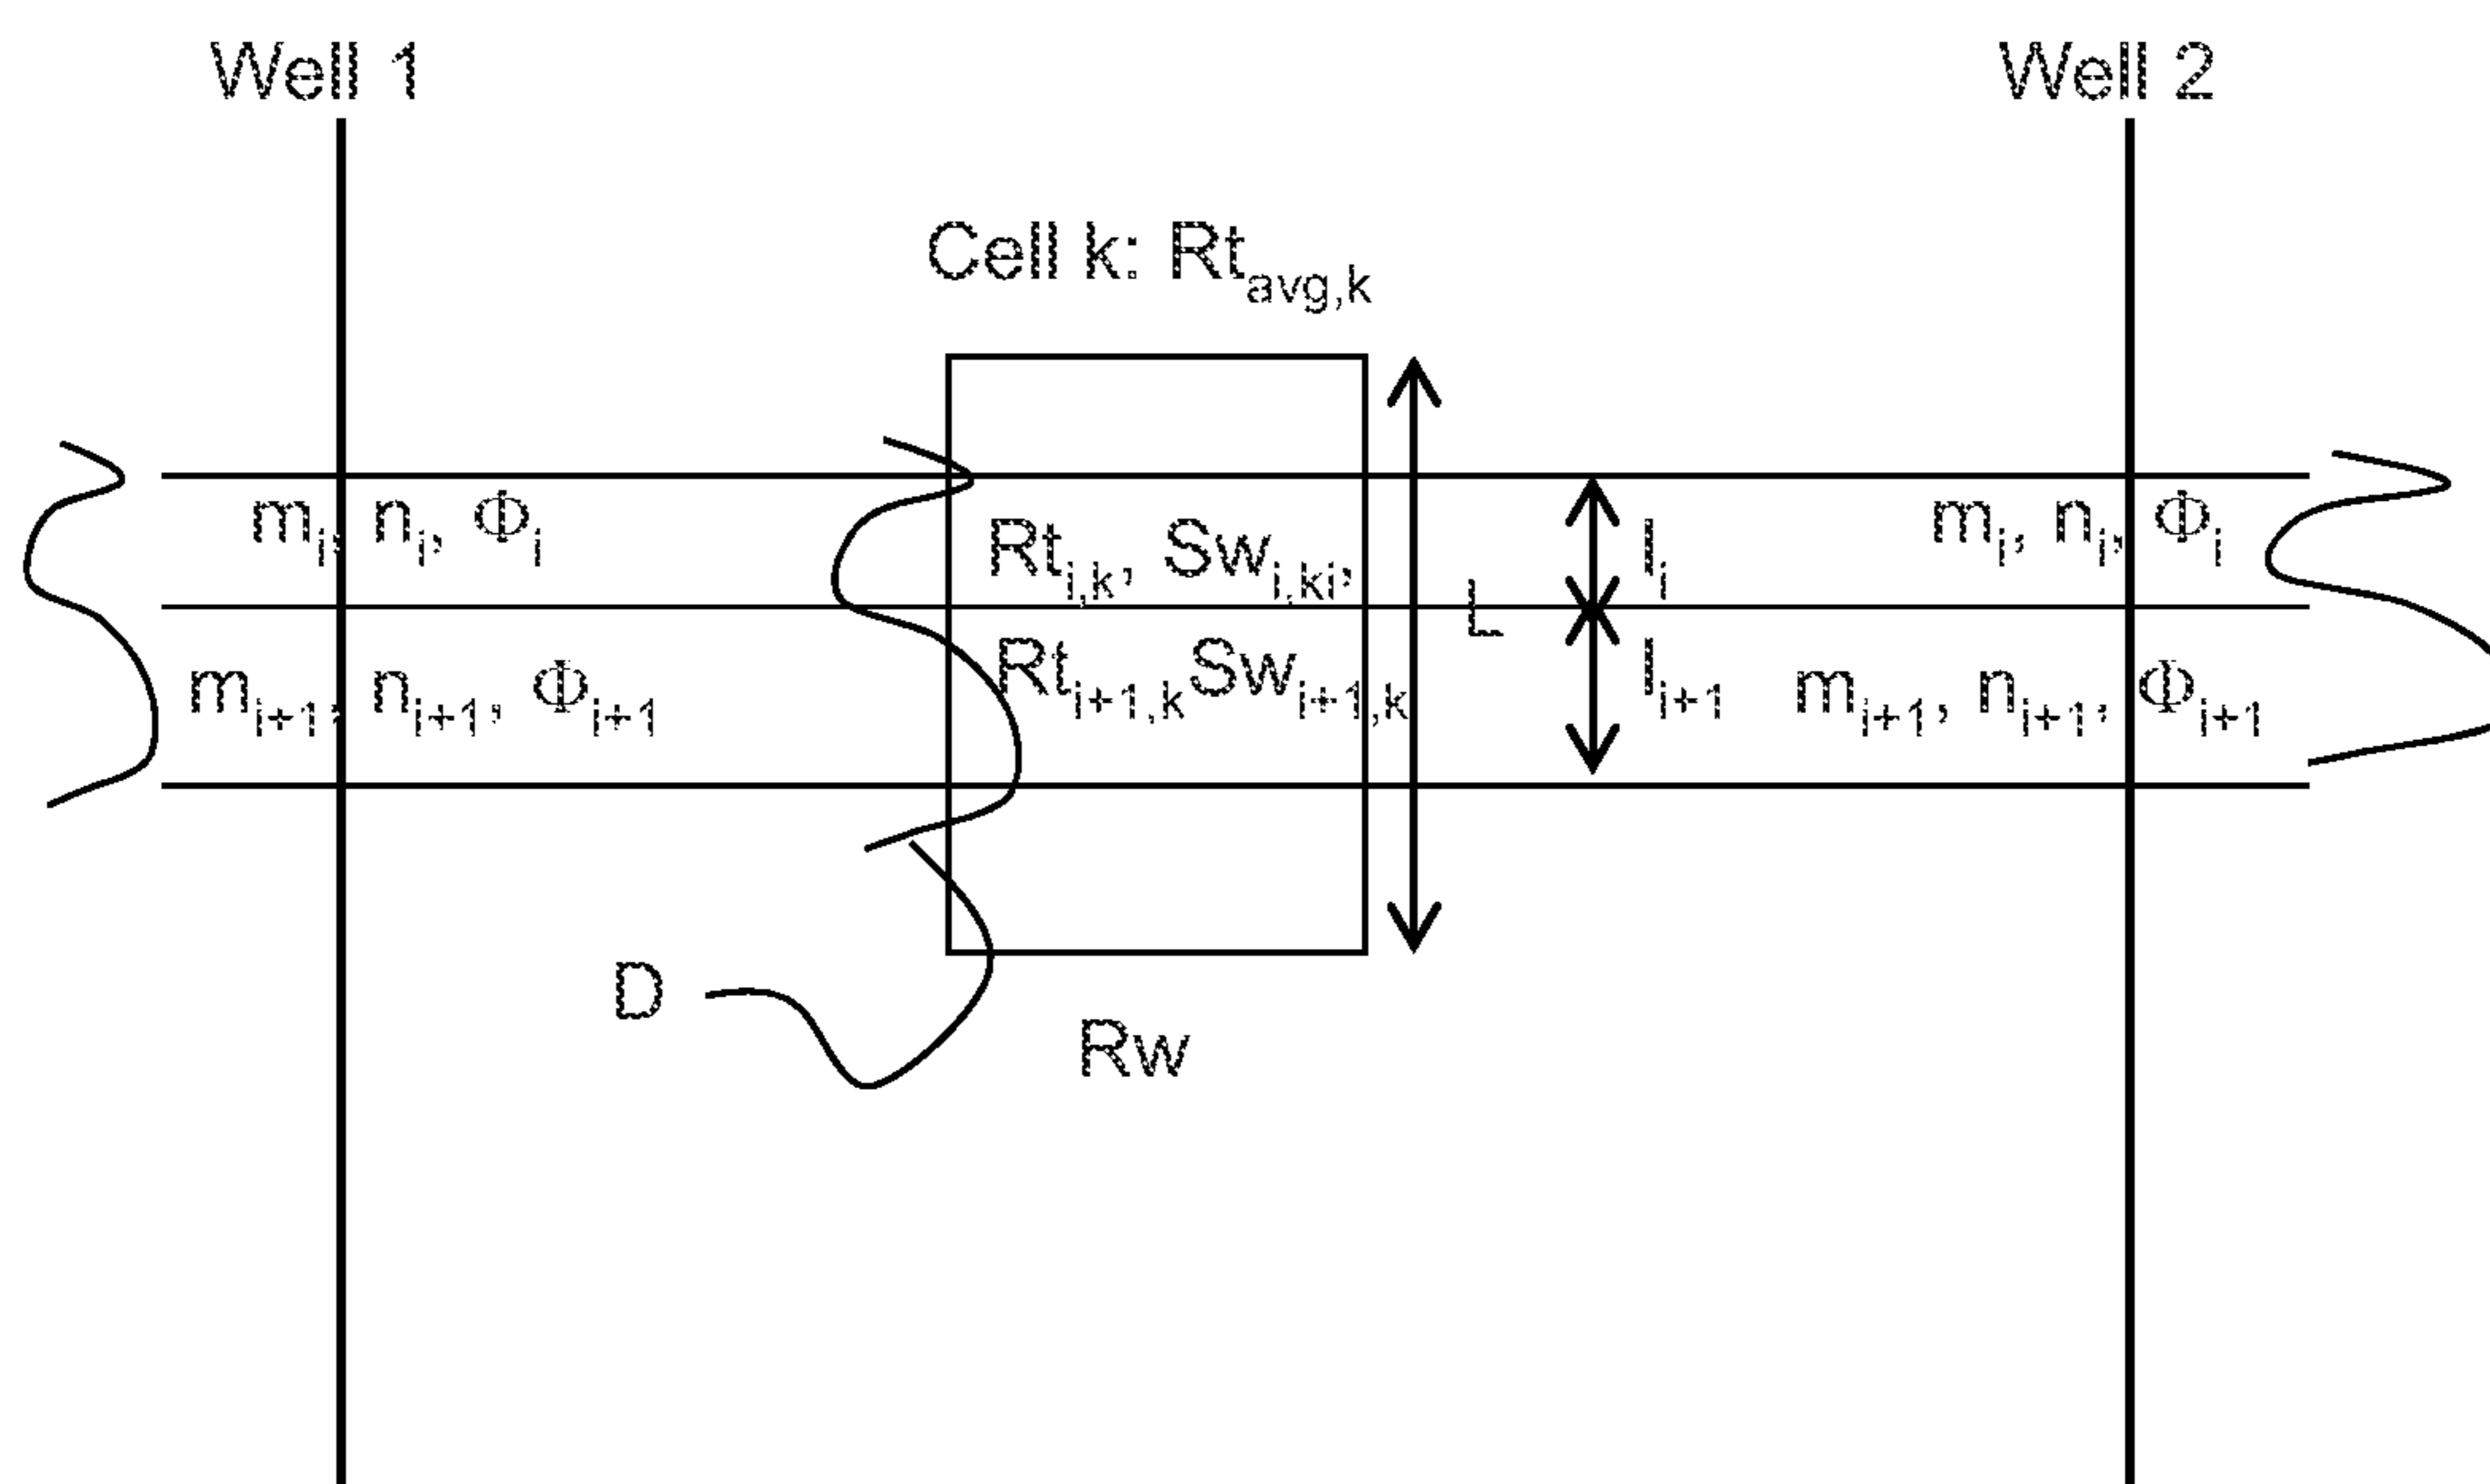 Well 1
Well 2
Cell k: Rt_avg,k
m_i, n_i, Φ_i
Rt_i,k, Sw_i,ki,
l_i
m_i, n_i, Φ_i
L
m_i+1, n_i+1, Φ_i+1
Rt_i+1,k Sw_i+1,k
l_i+1
m_i+1, n_i+1, Φ_i+1
D
Rw